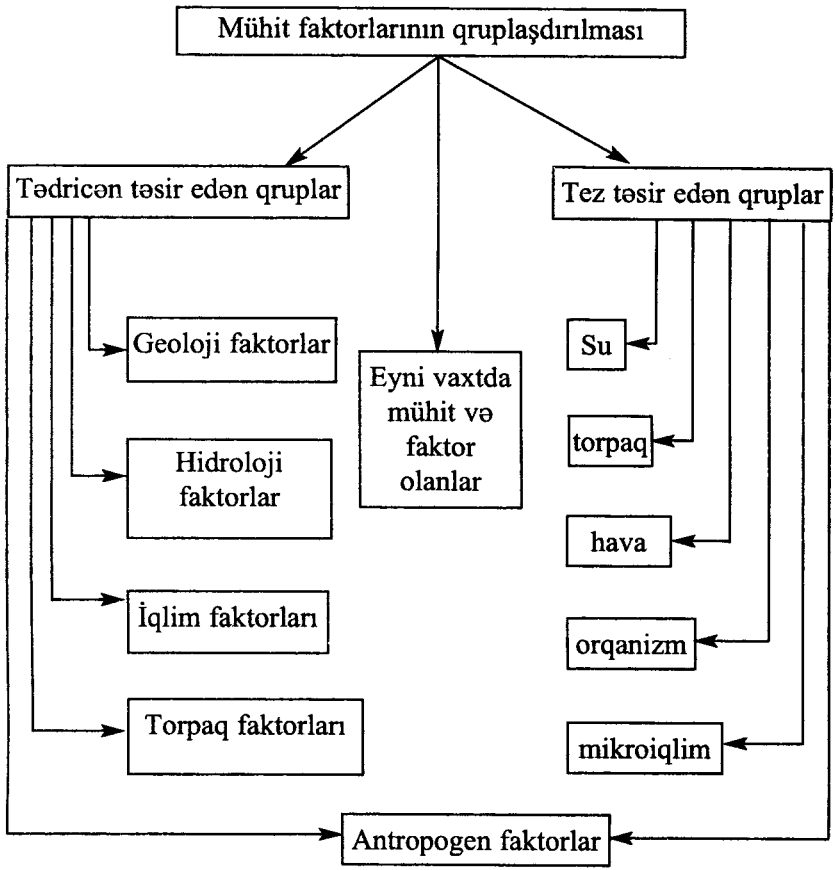 Mühit faktorlarının qruplaşdırılması
Tədricən təsir edən qruplar
Tez təsir edən qruplar
Geoloji faktorlar
Hidroloji
faktorlar
İqlim faktorları
Torpaq faktorları
Eyni vaxtda
mühit və
faktor
olanlar
Su
torpaq
hava
orqanizm
mikroiqlim
Antropogen faktorlar